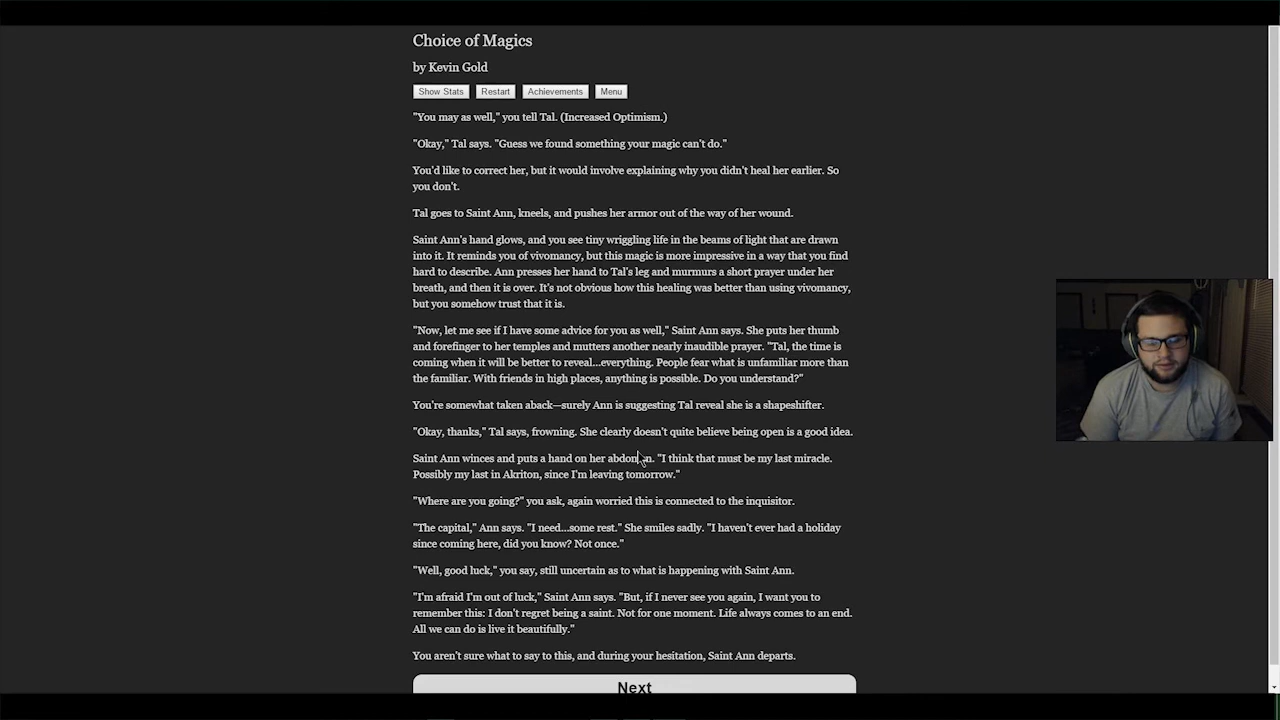 Choice of Magics
by Kevin Gold
Show Stats Restart Achievements Menu
"You may as well," you tell Tal. (Increased Optimism.)
"Okay," Tal says. "Guess we found something your magic can't do."
You'd like to correct her, but it would involve explaining why you didn't heal her earlier. So
you don't.
Tal goes to Saint Ann, kneels, and pushes her armor out of the way of her wound.
Saint Ann's hand glows, and you see tiny wriggling life in the beams of light that are drawn
into it. It reminds you of vivomancy, but this magic is more impressive in a way that you find
hard to describe. Ann presses her hand to Tal's leg and murmurs a short prayer under her
breath, and then it is over. It's not obvious how this healing was better than using vivomancy,
but you somehow trust that it is.
"Now, let me see if I have some advice for you as well," Saint Ann says. She puts her thumb
and forefinger to her temples and mutters another nearly inaudible prayer. "Tal, the time is
coming when it will be better to reveal...everything. People fear what is unfamiliar more than
the familiar. With friends in high places, anything is possible. Do you understand?"
You're somewhat taken aback—surely Ann is suggesting Tal reveal she is a shapeshifter.
"Okay, thanks," Tal says, frowning. She clearly doesn't quite believe being open is a good idea.
Saint Ann winces and puts a hand on her abdomen. "I think that must be my last miracle.
Possibly my last in Akriton, since I'm leaving tomorrow."
"Where are you going?" you ask, again worried this is connected to the inquisitor.
"The capital," Ann says. "I need...some rest." She smiles sadly. "I haven't ever had a holiday
since coming here, did you know? Not once."
"Well, good luck," you say, still uncertain as to what is happening with Saint Ann.
"I'm afraid I'm out of luck," Saint Ann says. "But, if I never see you again, I want you to
remember this: I don't regret being a saint. Not for one moment. Life always comes to an end.
All we can do is live it beautifully."
You aren't sure what to say to this, and during your hesitation, Saint Ann departs.
Next